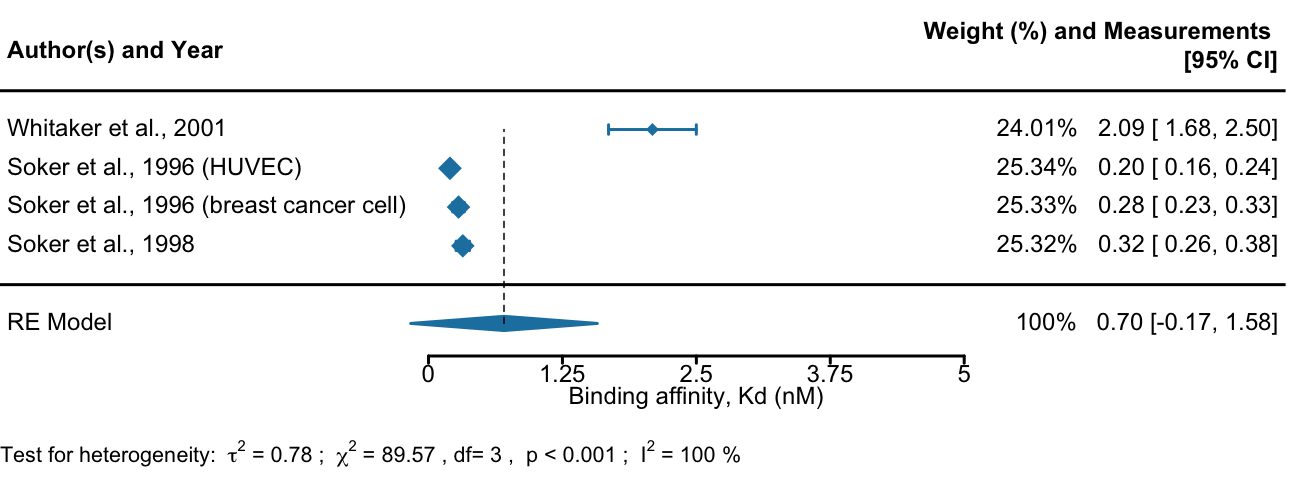 Author(s) and Year
Weight (%) and Measurements
[95% CI]
Whitaker et al., 2001 24.01% 2.09 [ 1.68, 2.50]
Soker et al., 1996 (HUVEC) 25.34% 0.20 [ 0.16, 0.24]
Soker et al., 1996 (breast cancer cell) 25.33% 0.28 [ 0.23, 0.33]
Soker et al., 1998 25.32% 0.32 [ 0.26, 0.38]
RE Model 100% 0.70 [-0.17, 1.58]
0 1.25 2.5 3.75 5
Binding affinity, Kd (nM)
Test for heterogeneity: τ² = 0.78 ; χ² = 89.57 , df= 3 , p < 0.001 ; I² = 100 %